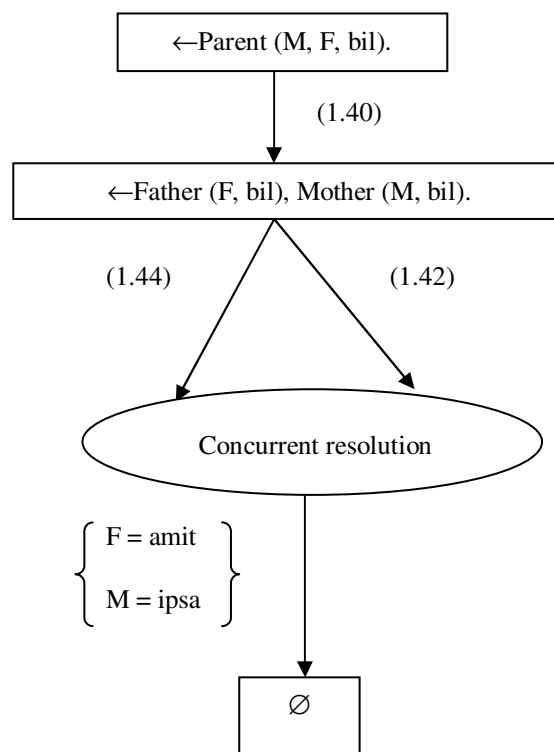 ←Parent (M, F, bil).
(1.40)
←Father (F, bil), Mother (M, bil).
(1.44) (1.42)
Concurrent resolution
F = amit
M = ipsa
∅